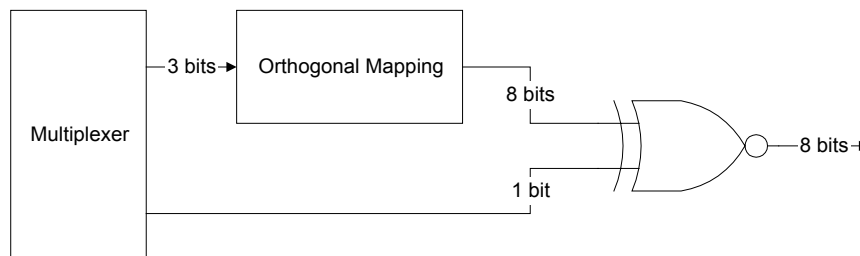 Multiplexer
3 bits
Orthogonal Mapping
8 bits
1 bit
8 bits